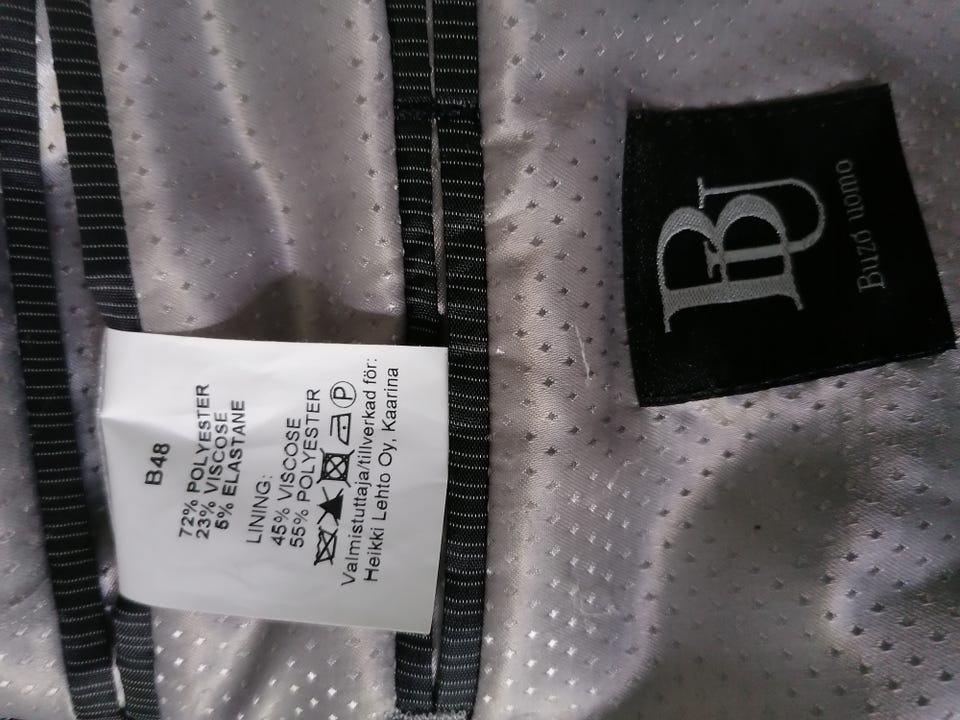 B48
72% POLYESTER
23% VISCOSE
5% ELASTANE
LINING:
45% VISCOSE
55% POLYESTER
P
Valmistuttaja/tillverkad för:
Heikki Lehto Oy, Kaarina
BU
Buzo uomo